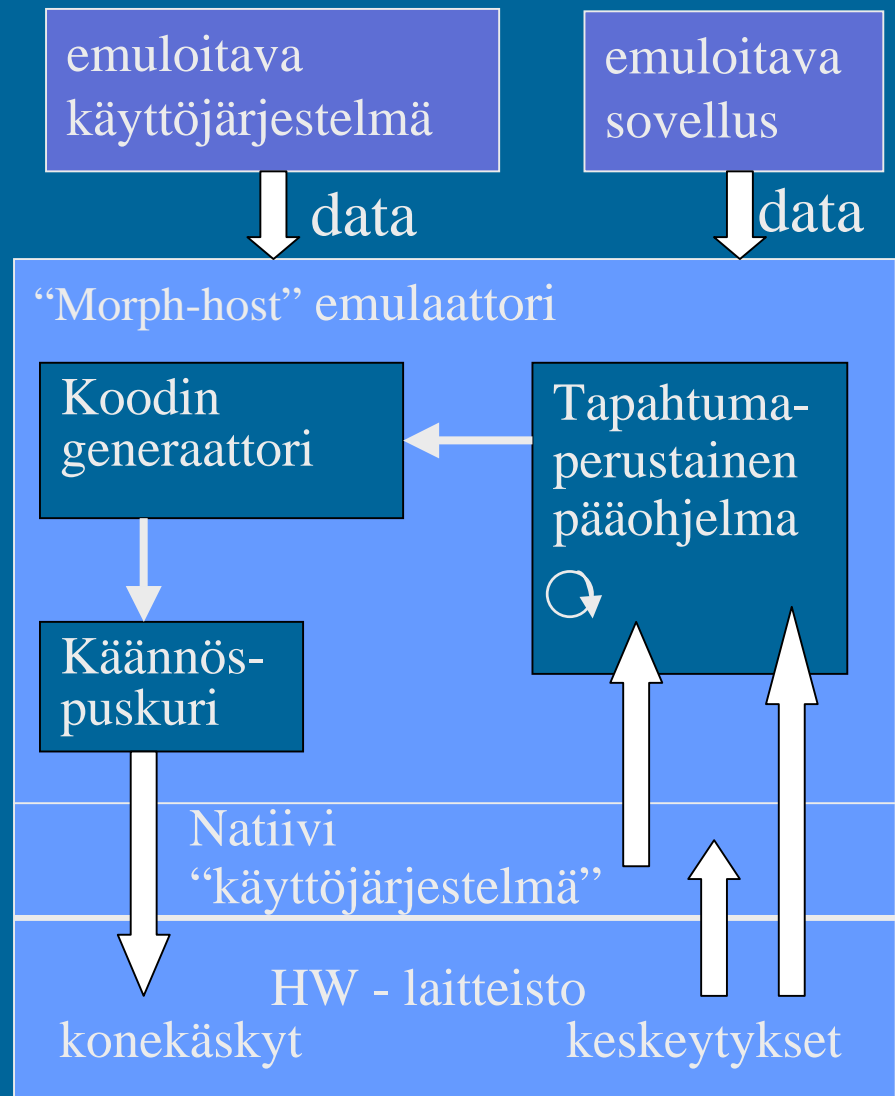 emuloitava
käyttöjärjestelmä
emuloitava
sovellus
data
data
“Morph-host” emulaattori
Koodin
generaattori
Tapahtuma-
perustainen
pääohjelma
Käännös-
puskuri
Natiivi
“käyttöjärjestelmä”
HW - laitteisto
konekäskyt
keskeytykset